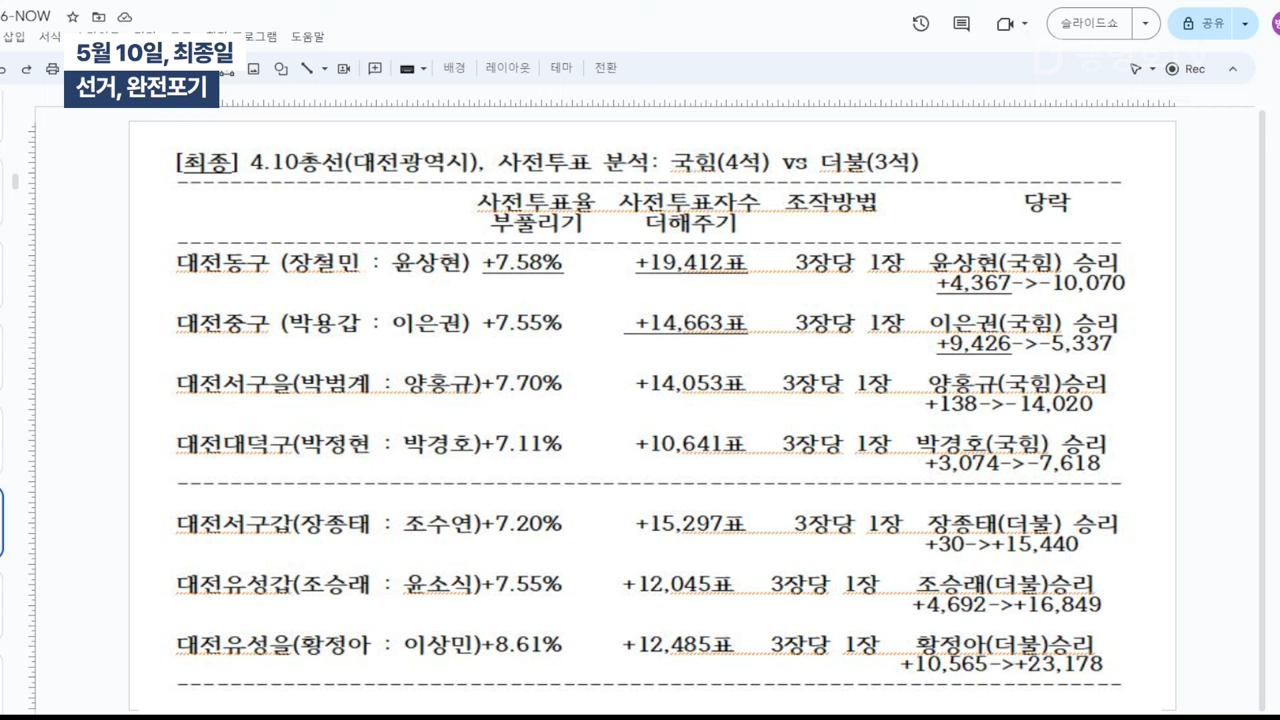 6-NOW
삽입 서식 도움말
5월 10일, 최종일
선거, 완전포기
슬라이드쇼
공유
배경 레이아웃 테마 전환
Rec
[최종] 4.10총선(대전광역시), 사전투표 분석: 국힘(4석) vs 더불(3석)
사전투표율 사전투표자수 조작방법 당락
부풀리기 더해주기
대전동구 (장철민 : 윤상현) +7.58% +19,412표 3장당 1장 윤상현(국힘) 승리
+4,367->-10,070
대전중구 (박용갑 : 이은권) +7.55% +14,663표 3장당 1장 이은권(국힘) 승리
+9,426->-5,337
대전서구을(박범계 : 양홍규)+7.70% +14,053표 3장당 1장 양홍규(국힘)승리
+138->-14,020
대전대덕구(박정현 : 박경호)+7.11% +10,641표 3장당 1장 박경호(국힘) 승리
+3,074->-7,618
대전서구갑(장종태 : 조수연)+7.20% +15,297표 3장당 1장 장종태(더불) 승리
+30->+15,440
대전유성갑(조승래 : 윤소식)+7.55% +12,045표 3장당 1장 조승래(더불)승리
+4,692->+16,849
대전유성을(황정아 : 이상민)+8.61% +12,485표 3장당 1장 황정아(더불)승리
+10,565->+23,178